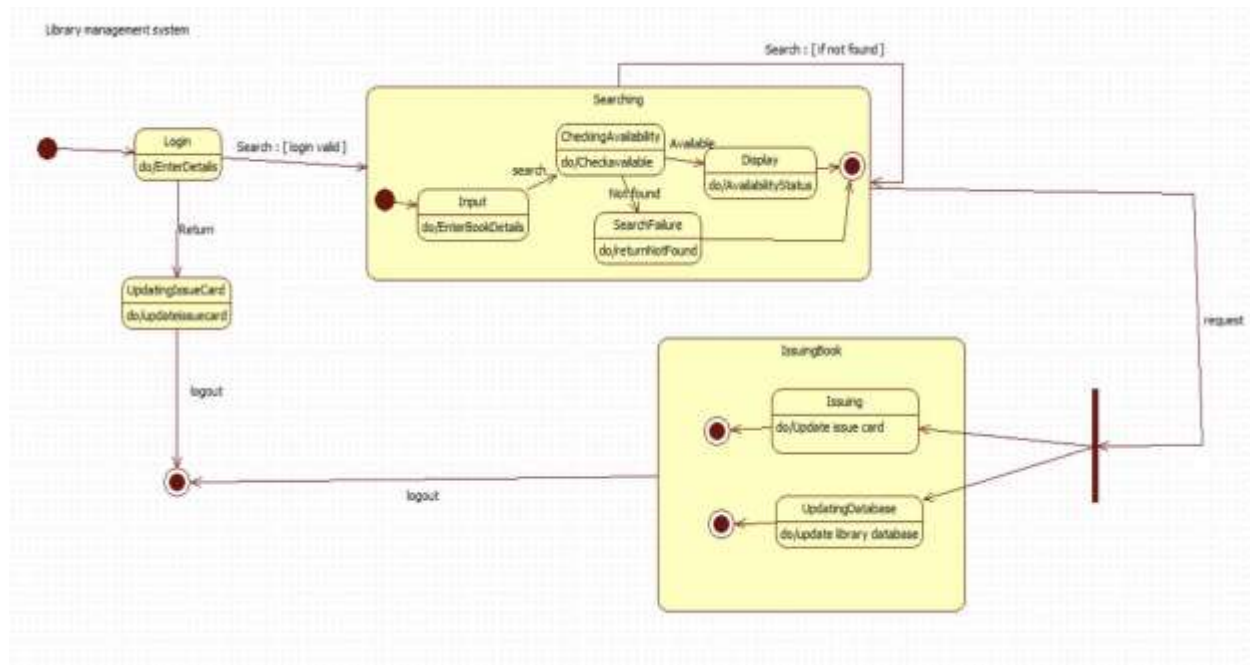 Library management system
Search : [ if not found ]
Searching
Login
do/EnterDetails
Search : [ login valid ]
CheckingAvailability
do/Checkavailable
Available
Display
do/AvailabilityStatus
search
Input
do/EnterBookDetails
Not found
SearchFailure
do/returnNotFound
Return
UpdatingIssueCard
do/updateissuecard
request
IssuingBook
Issuing
do/Update issue card
logout
logout
UpdatingDatabase
do/update library database